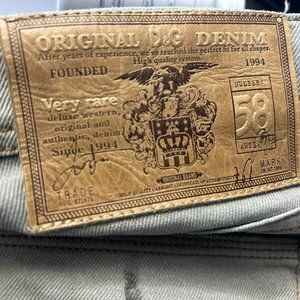 ORIGINAL D&G DENIM
After years of experience, we've reached the perfect fit for all shapes.
High quality system.
FOUNDED 1994
NUMBER:
58
Very rare
deluxe western,
original and
authentic denim
Since 1994
TRADE
MARK
ORIGINAL BRAND